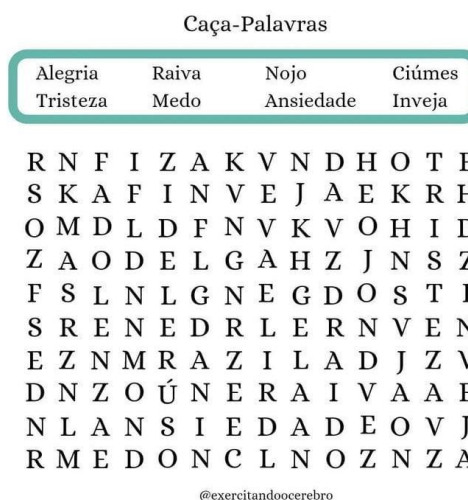 Caça-Palavras
Alegria Raiva Nojo Ciúmes
Tristeza Medo Ansiedade Inveja
R N F I Z A K V N D H O T
S K A F I N V E J A E K R
O M D L D F N V K V O H I
Z A O D E L G A H Z J N S Z
F S L N L G N E G D O S T
S R E N E D R L E R N V E N
E Z N M R A Z I L A D J Z
D N Z O Ú N E R A I V A A
N L A N S I E D A D E O V J
R M E D O N C L N O Z N Z A
@exercitandoocerebro